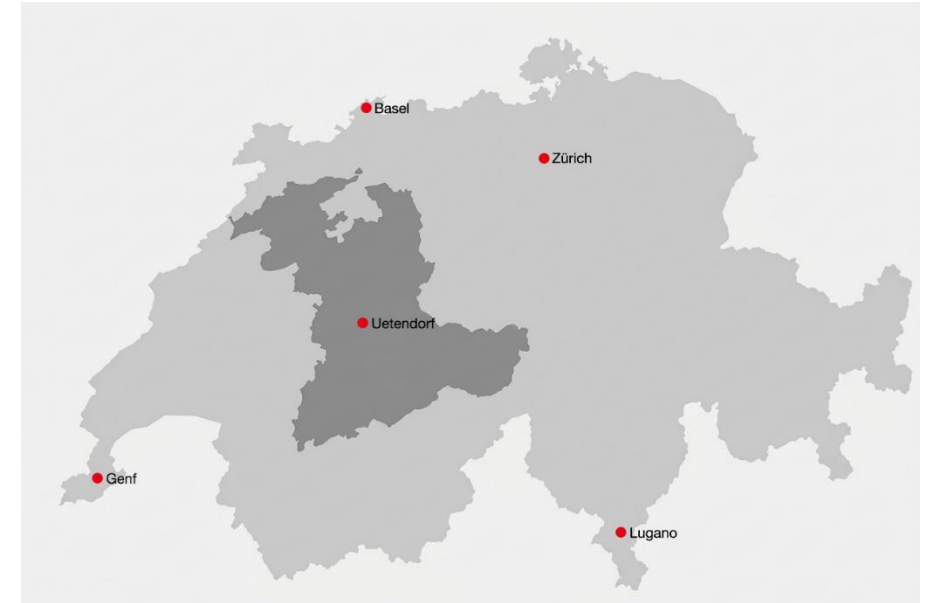 Basel
Zürich
Uetendorf
Genf
Lugano